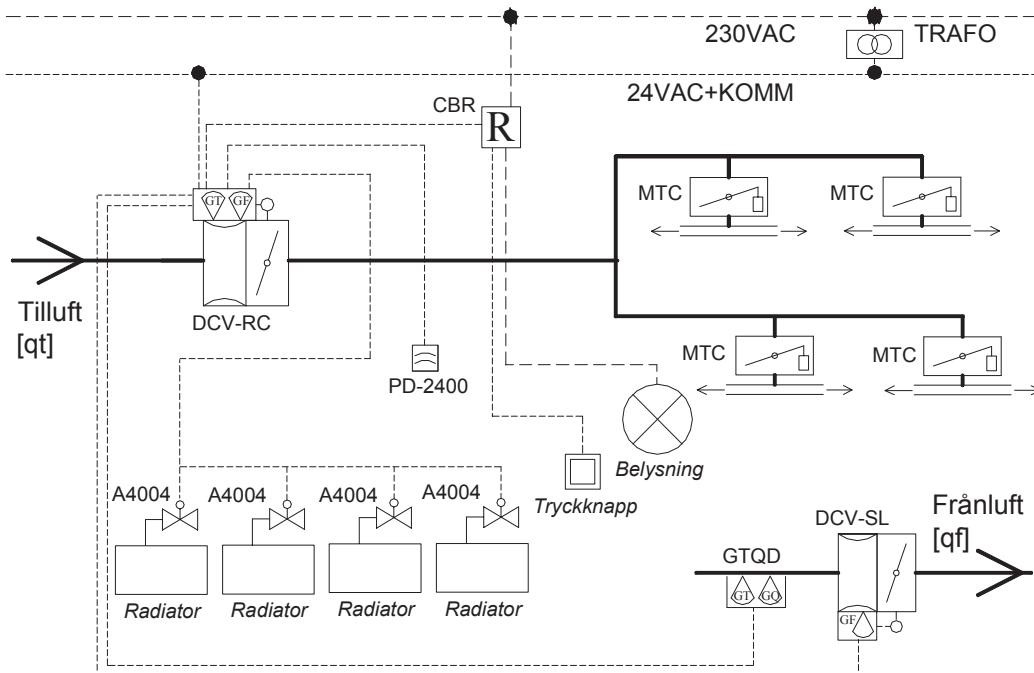 230VAC
TRAFO
24VAC+KOMM
CBR
R
GT
GF
MTC
MTC
Tilluft
[qt]
DCV-RC
PD-2400
MTC
MTC
Belysning
Tryckknapp
A4004
A4004
A4004
A4004
Radiator
Radiator
Radiator
Radiator
GTQD
GT
GQ
DCV-SL
GF
Frånluft
[qf]